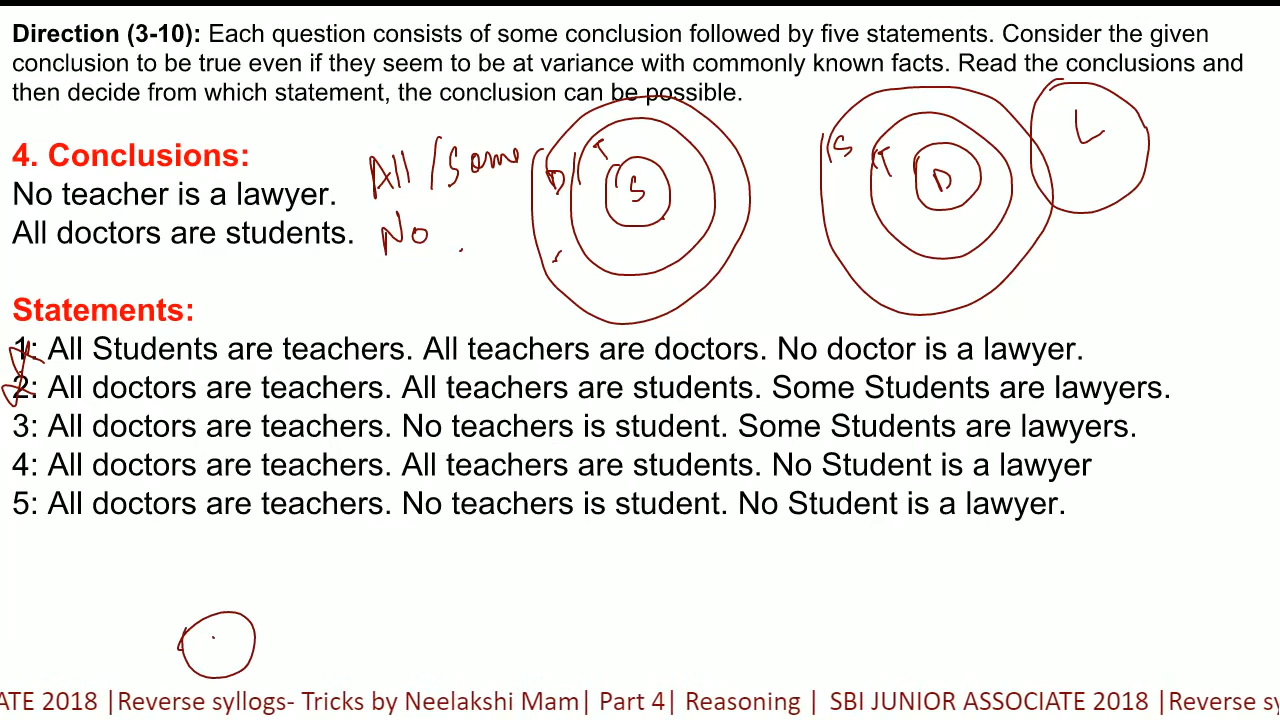 Direction (3-10): Each question consists of some conclusion followed by five statements. Consider the given
conclusion to be true even if they seem to be at variance with commonly known facts. Read the conclusions and
then decide from which statement, the conclusion can be possible.
4. Conclusions:
No teacher is a lawyer.
All doctors are students.
All/Some
No
D T S
S T D L
Statements:
1: All Students are teachers. All teachers are doctors. No doctor is a lawyer.
2: All doctors are teachers. All teachers are students. Some Students are lawyers.
3: All doctors are teachers. No teachers is student. Some Students are lawyers.
4: All doctors are teachers. All teachers are students. No Student is a lawyer
5: All doctors are teachers. No teachers is student. No Student is a lawyer.
ATE 2018 |Reverse syllogs- Tricks by Neelakshi Mam| Part 4| Reasoning | SBI JUNIOR ASSOCIATE 2018 |Reverse sy